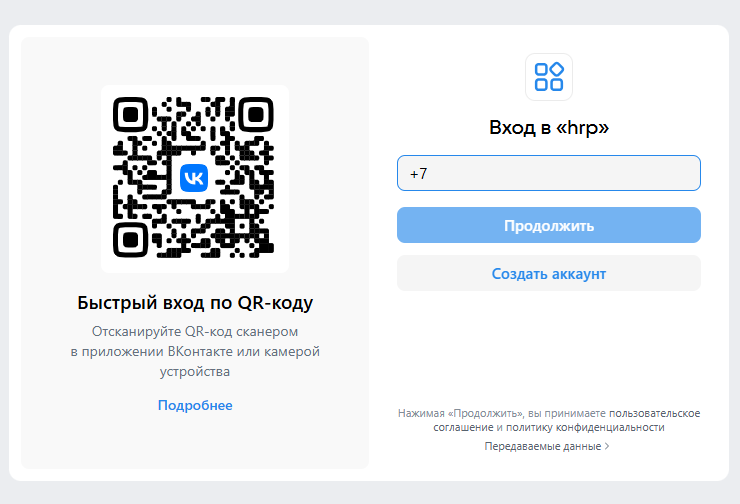 VK
Быстрый вход по QR-коду
Отсканируйте QR-код сканером
в приложении ВКонтакте или камерой
устройства
Подробнее
Вход в «hrp»
+7
Продолжить
Создать аккаунт
Нажимая «Продолжить», вы принимаете пользовательское
соглашение и политику конфиденциальности
Передаваемые данные >